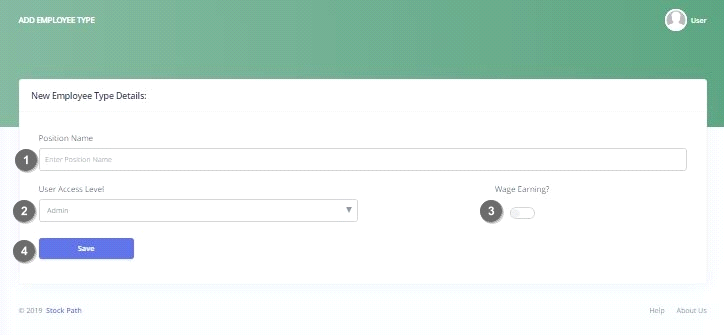 ADD EMPLOYEE TYPE
User
New Employee Type Details:
Position Name
1
Enter Position Name
User Access Level
Wage Earning?
2
Admin
3
4
Save
© 2019 Stock Path
Help
About Us